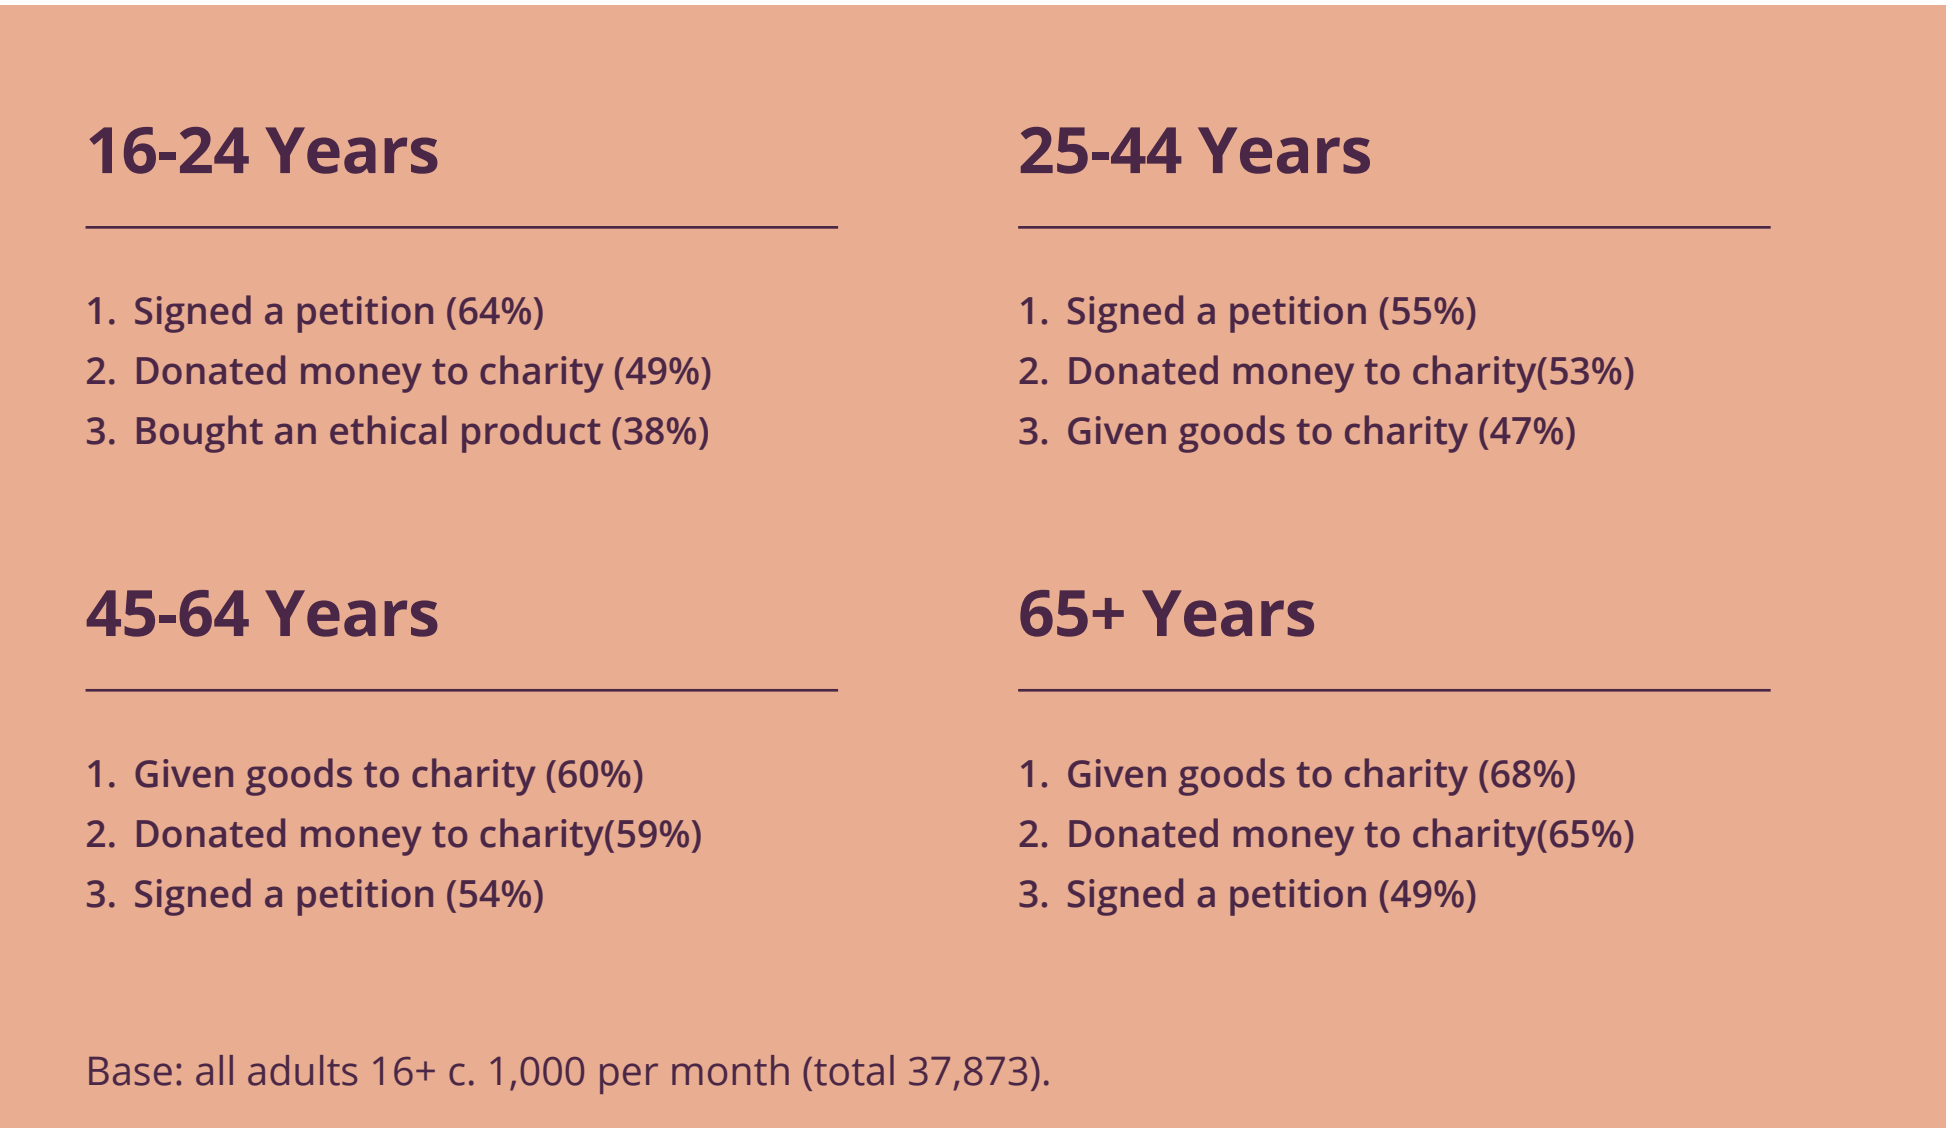 16-24 Years
1. Signed a petition (64%)
2. Donated money to charity (49%)
3. Bought an ethical product (38%)
25-44 Years
1. Signed a petition (55%)
2. Donated money to charity(53%)
3. Given goods to charity (47%)
45-64 Years
1. Given goods to charity (60%)
2. Donated money to charity(59%)
3. Signed a petition (54%)
65+ Years
1. Given goods to charity (68%)
2. Donated money to charity(65%)
3. Signed a petition (49%)
Base: all adults 16+ c. 1,000 per month (total 37,873).